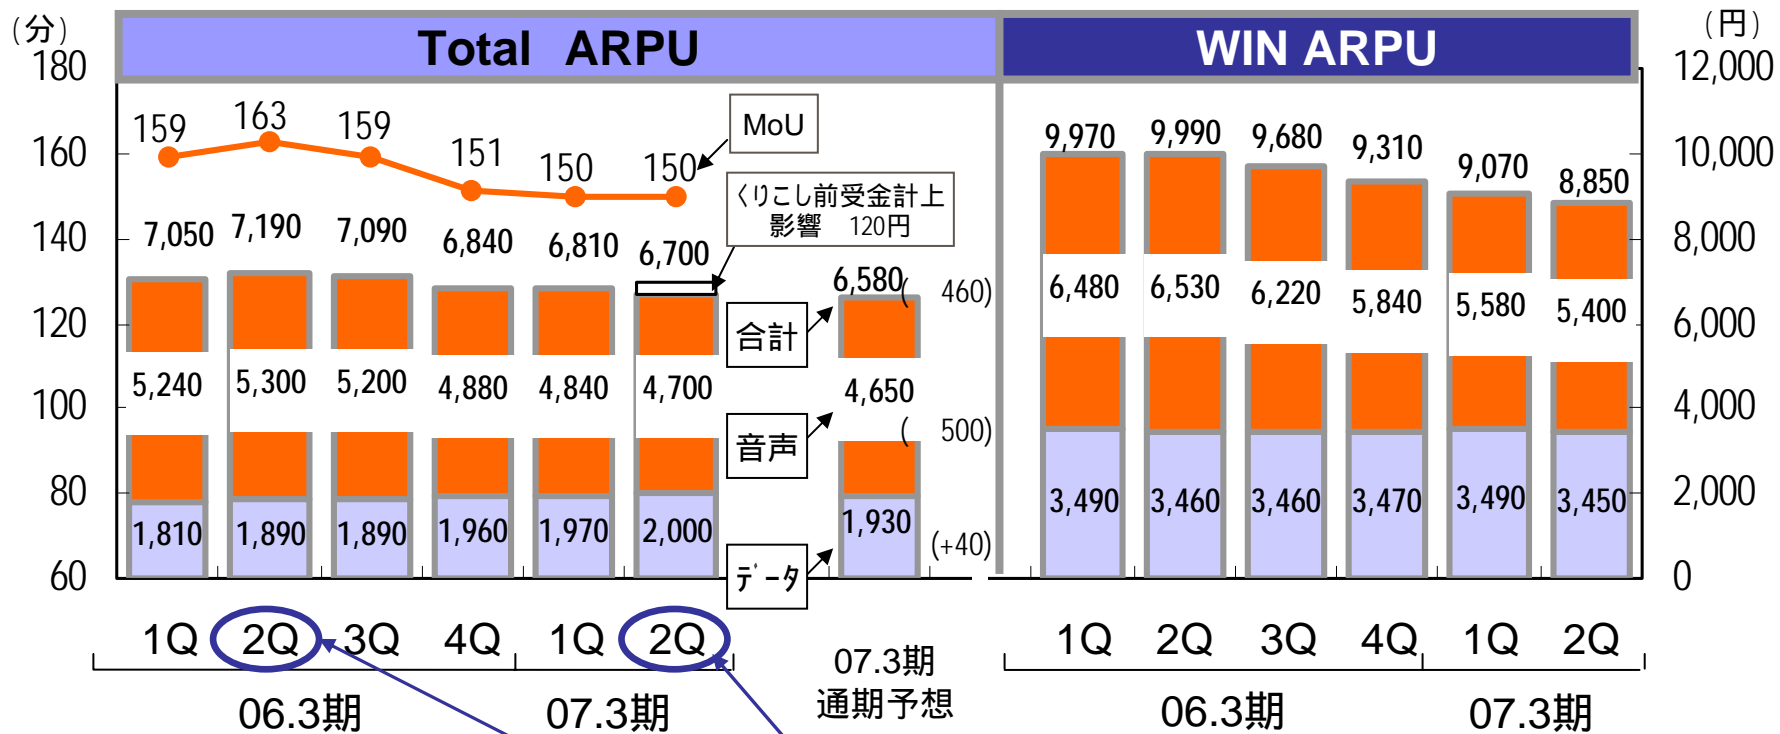 (分)
Total ARPU
WIN ARPU
(円)
180
160
140
120
100
80
60
159
163
159
151
150
150
MoU
くりこし前受金計上
影響 120円
7,050
7,190
7,090
6,840
6,810
6,700
6,580
( 460)
合計
5,240
5,300
5,200
4,880
4,840
4,700
4,650
( 500)
音声
1,810
1,890
1,890
1,960
1,970
2,000
1,930
(+40)
データ
9,970
9,990
9,680
9,310
9,070
8,850
6,480
6,530
6,220
5,840
5,580
5,400
3,490
3,460
3,460
3,470
3,490
3,450
12,000
10,000
8,000
6,000
4,000
2,000
0
1Q
2Q
3Q
4Q
1Q
2Q
06.3期
07.3期
07.3期
通期予想
1Q
2Q
3Q
4Q
1Q
2Q
06.3期
07.3期